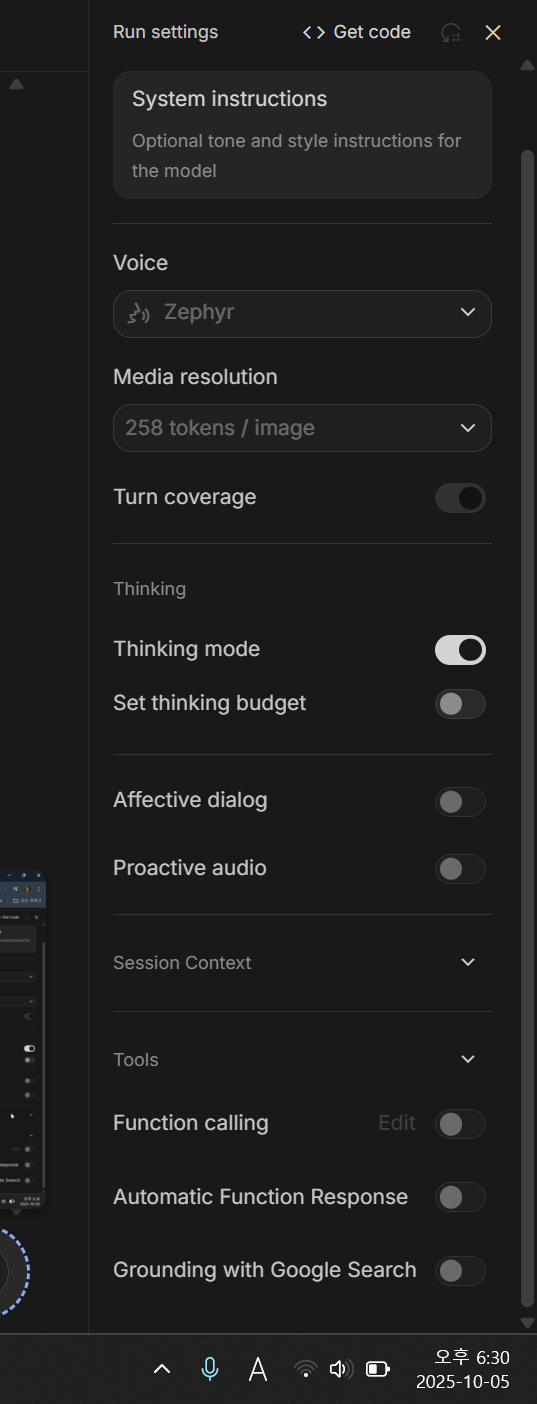 Run settings
Get code
System instructions
Optional tone and style instructions for
the model
Voice
Zephyr
Media resolution
258 tokens / image
Turn coverage
Thinking
Thinking mode
Set thinking budget
Affective dialog
Proactive audio
Session Context
Tools
Function calling
Edit
Automatic Function Response
Grounding with Google Search
A
오후 6:30
2025-10-05